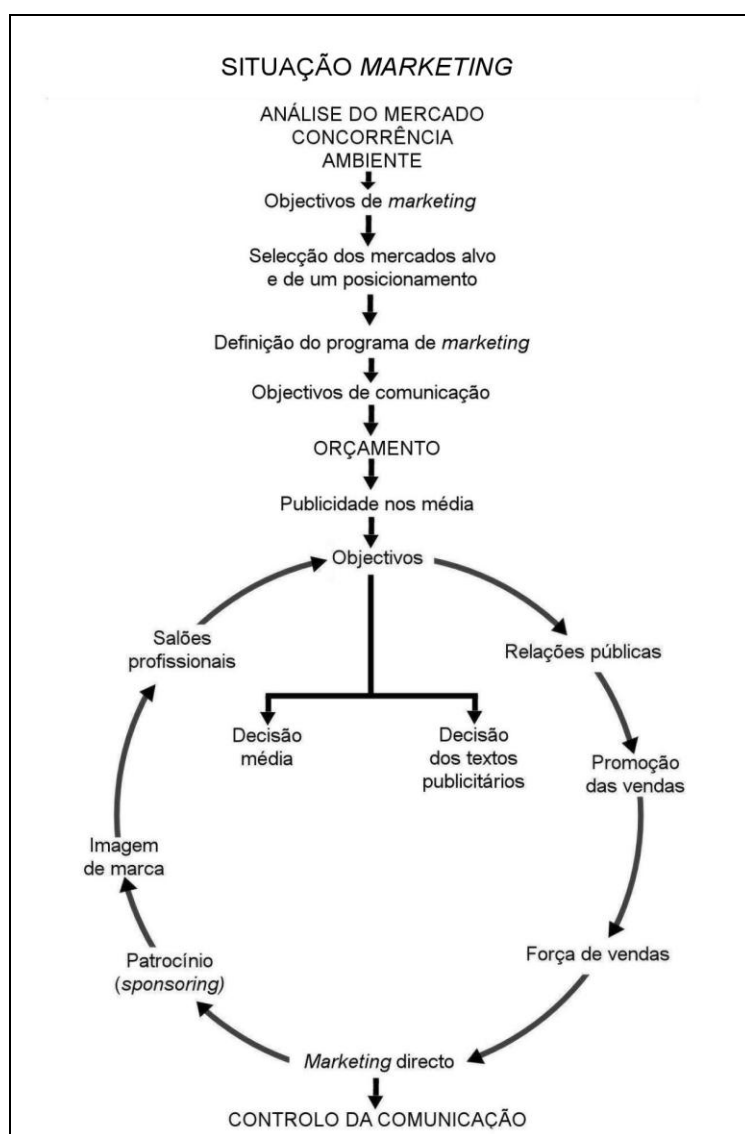 SITUAÇÃO MARKETING
ANÁLISE DO MERCADO
CONCORRÊNCIA
AMBIENTE
Objectivos de marketing
Selecção dos mercados alvo
e de um posicionamento
Definição do programa de marketing
Objectivos de comunicação
ORÇAMENTO
Publicidade nos média
Objectivos
Relações públicas
Promoção
das vendas
Força de vendas
Marketing directo
Patrocínio
(sponsoring)
Imagem
de marca
Salões
profissionais
Decisão
média
Decisão
dos textos
publicitários
CONTROLO DA COMUNICAÇÃO